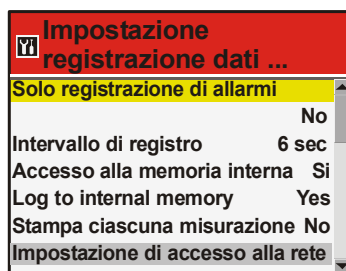 Impostazione
registrazione dati ...
Solo registrazione di allarmi
No
Intervallo di registro 6 sec
Accesso alla memoria interna Si
Log to internal memory Yes
Stampa ciascuna misurazione No
Impostazione di accesso alla rete